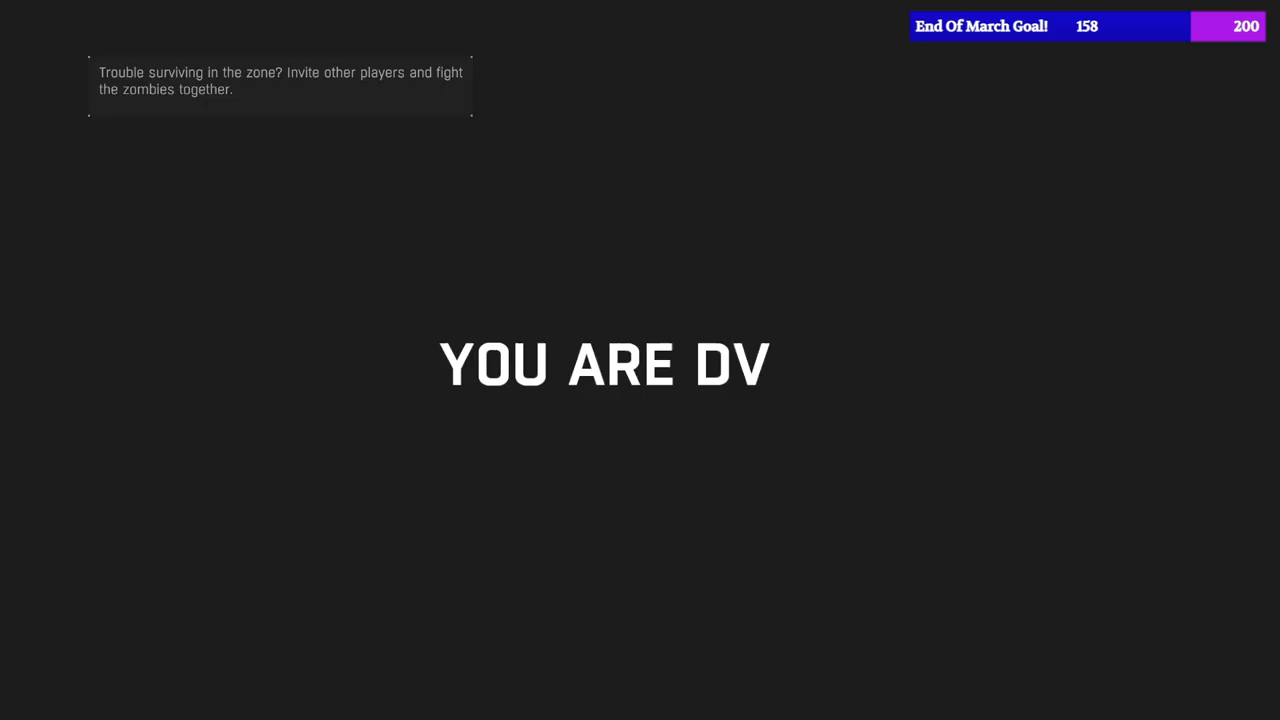 End Of March Goal! 158 200
Trouble surviving in the zone? Invite other players and fight
the zombies together.
YOU ARE DV